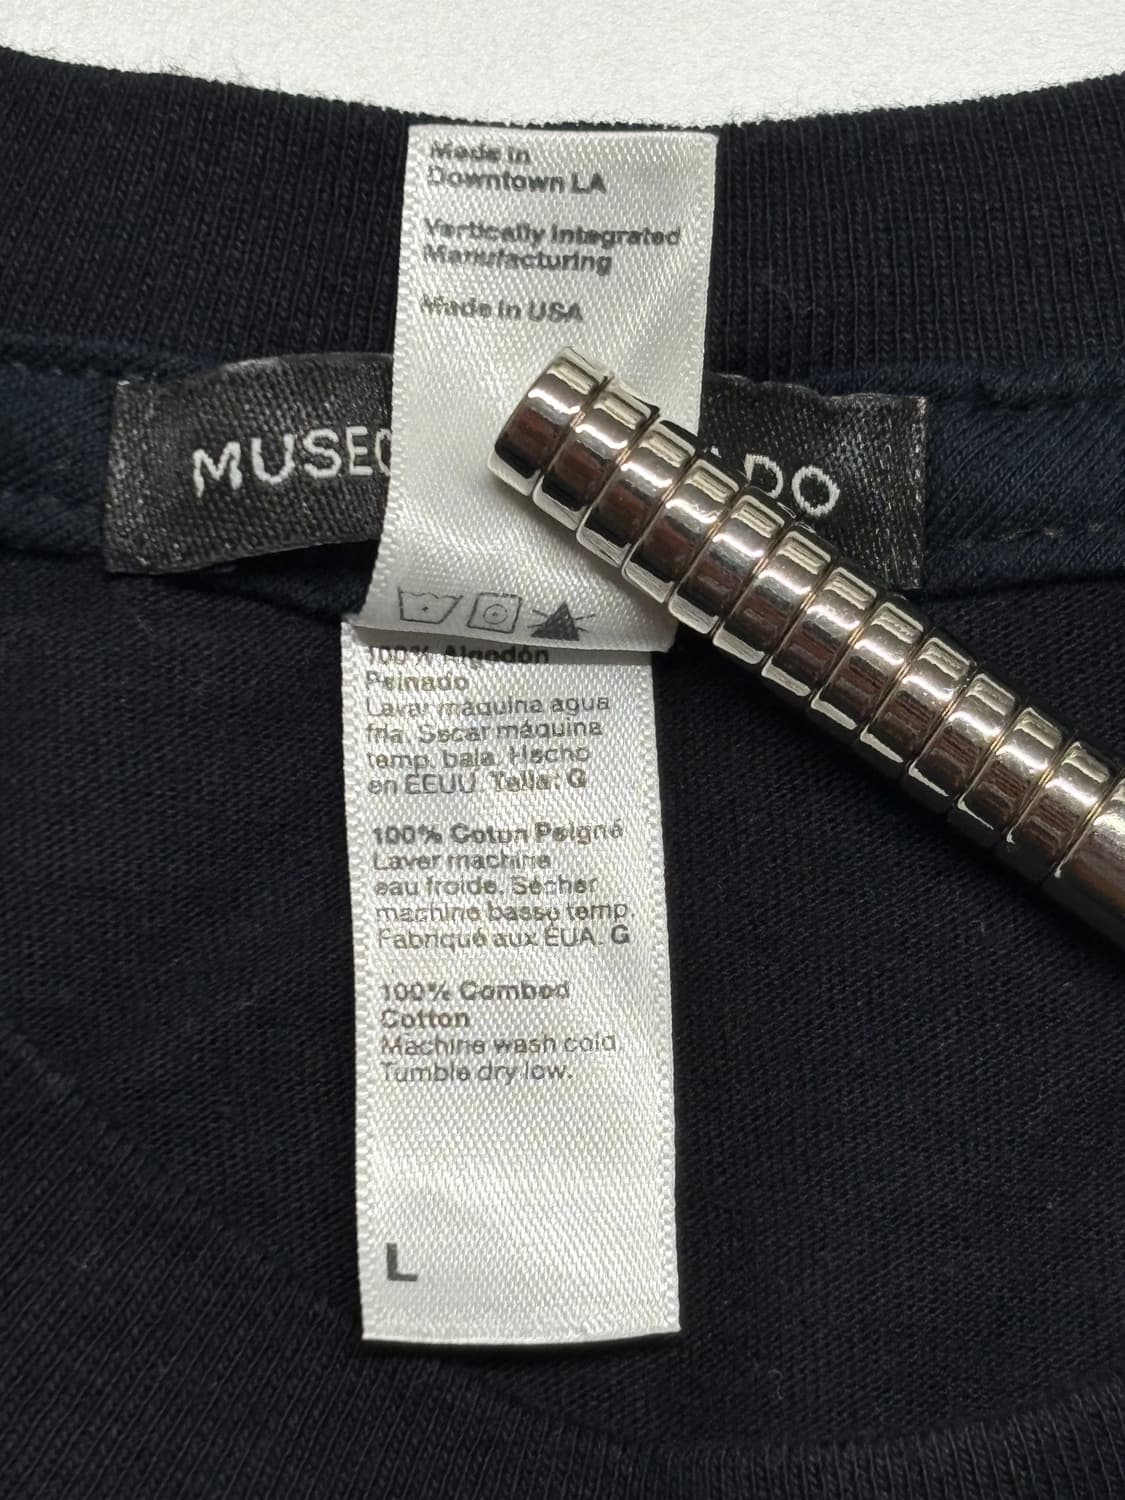 Made in
Downtown LA
Vertically Integrated
Manufacturing
Made in USA
MUSEO
ADO
100% Algodón
Peinado
Lavar máquina agua
fría. Secar máquina
temp. baja. Hecho
en EEUU. Talla: G
100% Coton Peigné
Laver machine
eau froide. Sécher
machine basse temp.
Fabriqué aux ÉUA. G
100% Combed
Cotton
Machine wash cold.
Tumble dry low.
L